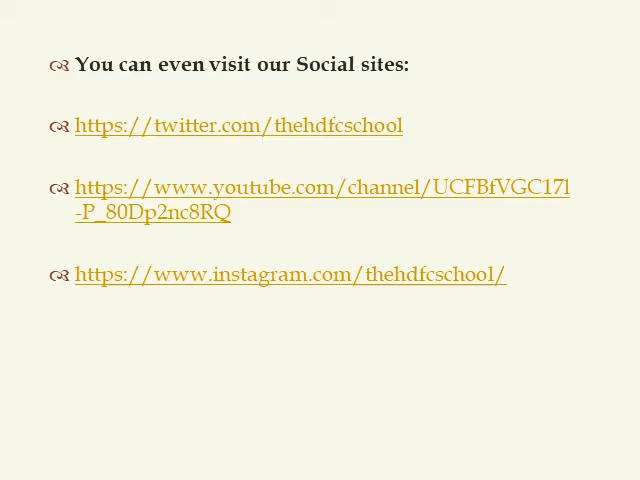 You can even visit our Social sites:
https://twitter.com/thehdfcschool
https://www.youtube.com/channel/UCFBfVGC17l
-P_80Dp2nc8RQ
https://www.instagram.com/thehdfcschool/